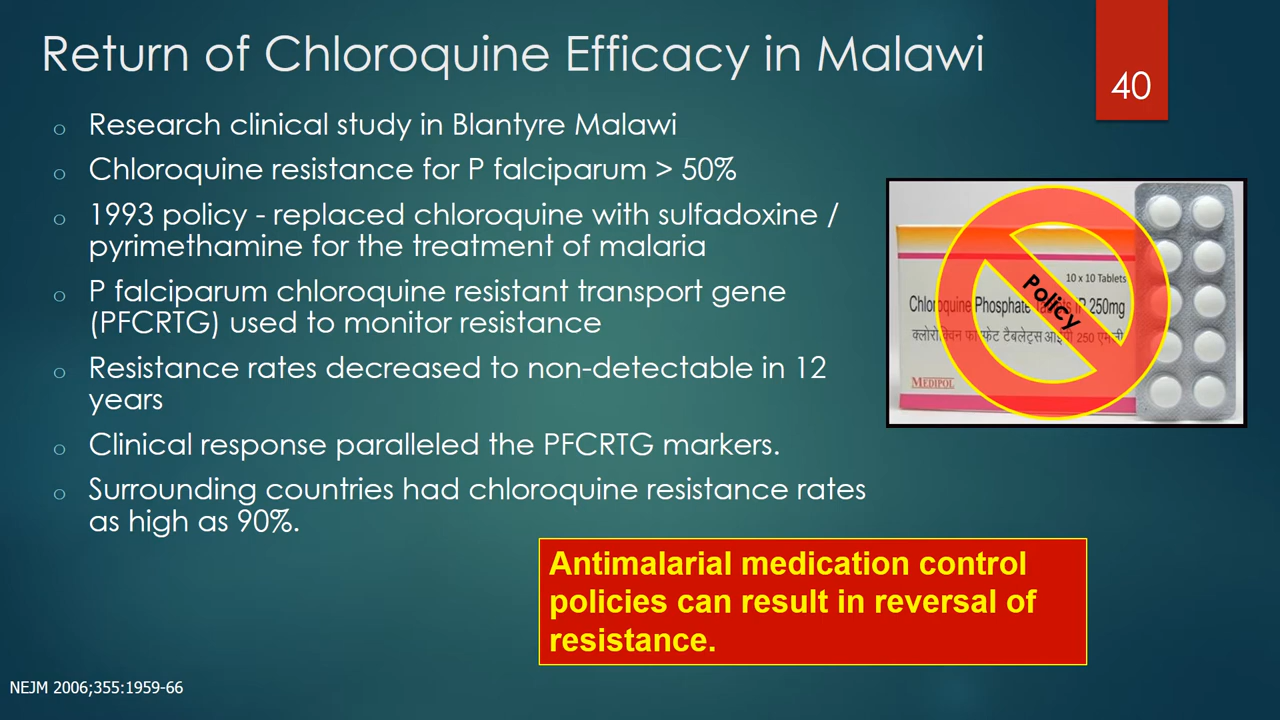 Return of Chloroquine Efficacy in Malawi
40
o Research clinical study in Blantyre Malawi
o Chloroquine resistance for P falciparum > 50%
o 1993 policy - replaced chloroquine with sulfadoxine /
pyrimethamine for the treatment of malaria
o P falciparum chloroquine resistant transport gene
(PFCRTG) used to monitor resistance
o Resistance rates decreased to non-detectable in 12
years
o Clinical response paralleled the PFCRTG markers.
o Surrounding countries had chloroquine resistance rates
as high as 90%.
10 x 10 Tablets
Chloroquine Phosphate IP 250mg
Policy
क्लोरोक्विन टैबलेट्स आई 250
MEDIPOL
Antimalarial medication control
policies can result in reversal of
resistance.
NEJM 2006;355:1959-66